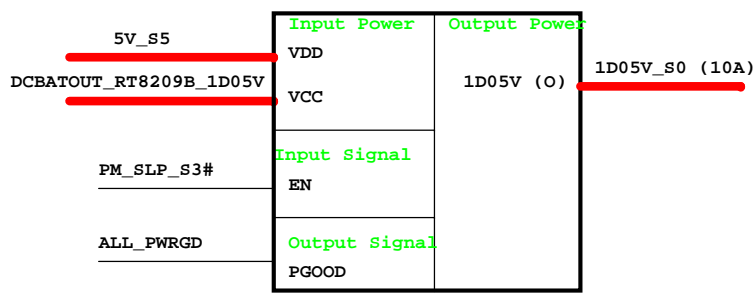 Input Power Output Power
5V_S5 VDD
DCBATOUT_RT8209B_1D05V VCC 1D05V (O) 1D05V_S0 (10A)
Input Signal
PM_SLP_S3# EN
ALL_PWRGD Output Signal
PGOOD